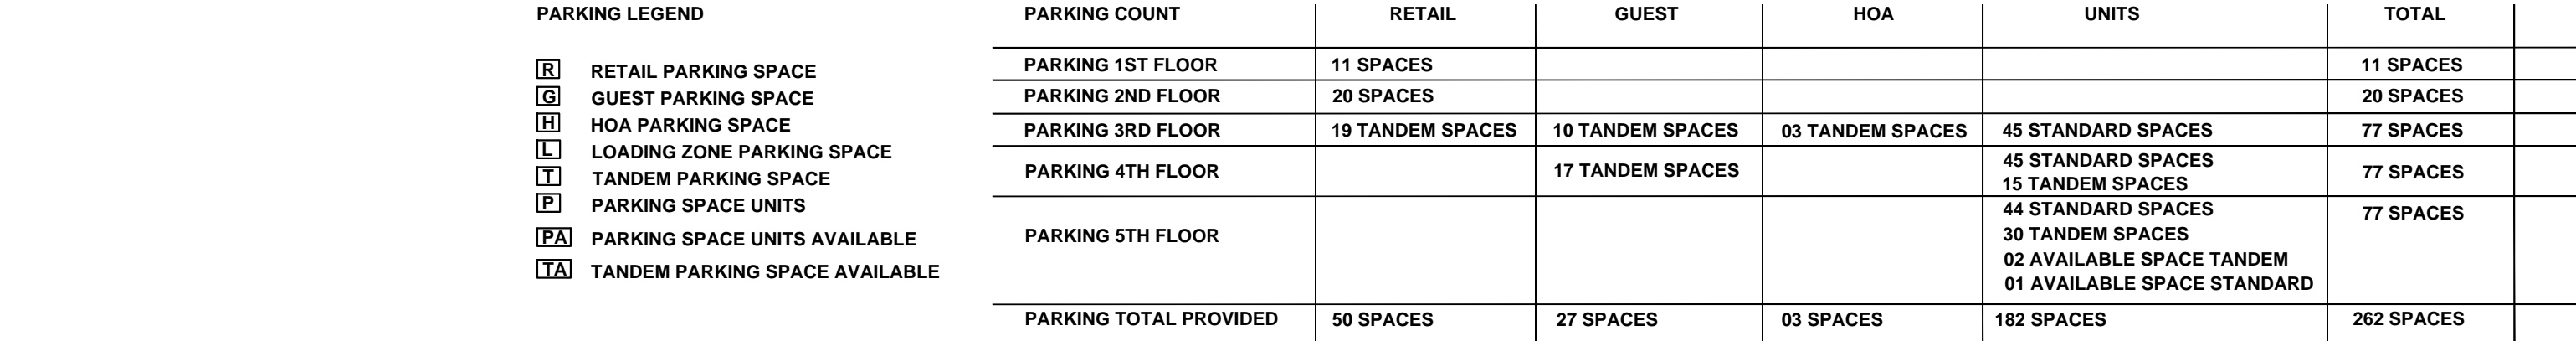 PARKING LEGEND
R RETAIL PARKING SPACE
G GUEST PARKING SPACE
H HOA PARKING SPACE
L LOADING ZONE PARKING SPACE
T TANDEM PARKING SPACE
P PARKING SPACE UNITS
PA PARKING SPACE UNITS AVAILABLE
TA TANDEM PARKING SPACE AVAILABLE
PARKING COUNT RETAIL GUEST HOA UNITS TOTAL
PARKING 1ST FLOOR 11 SPACES 11 SPACES
PARKING 2ND FLOOR 20 SPACES 20 SPACES
PARKING 3RD FLOOR 19 TANDEM SPACES 10 TANDEM SPACES 03 TANDEM SPACES 45 STANDARD SPACES 77 SPACES
PARKING 4TH FLOOR 17 TANDEM SPACES 45 STANDARD SPACES 77 SPACES
15 TANDEM SPACES
PARKING 5TH FLOOR 44 STANDARD SPACES 77 SPACES
30 TANDEM SPACES
02 AVAILABLE SPACE TANDEM
01 AVAILABLE SPACE STANDARD
PARKING TOTAL PROVIDED 50 SPACES 27 SPACES 03 SPACES 182 SPACES 262 SPACES